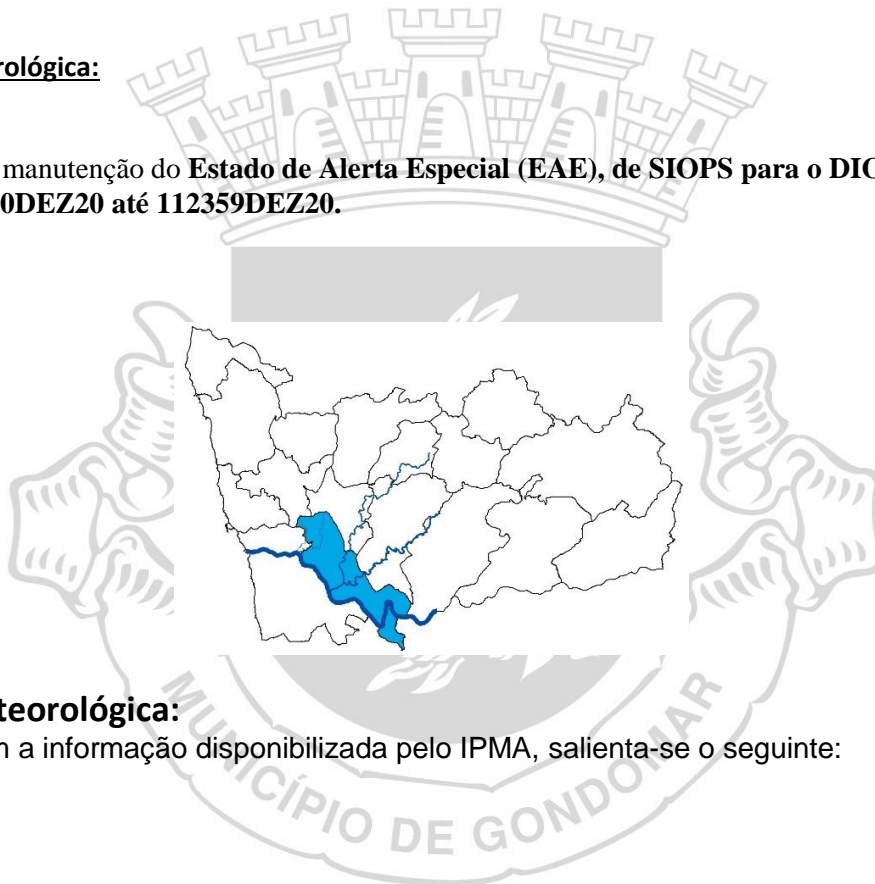 rológica:
manutenção do Estado de Alerta Especial (EAE), de SIOPS para o DIO
0DEZ20 até 112359DEZ20.
teorológica:
a informação disponibilizada pelo IPMA, salienta-se o seguinte:
MUNICÍPIO DE GONDOMAR